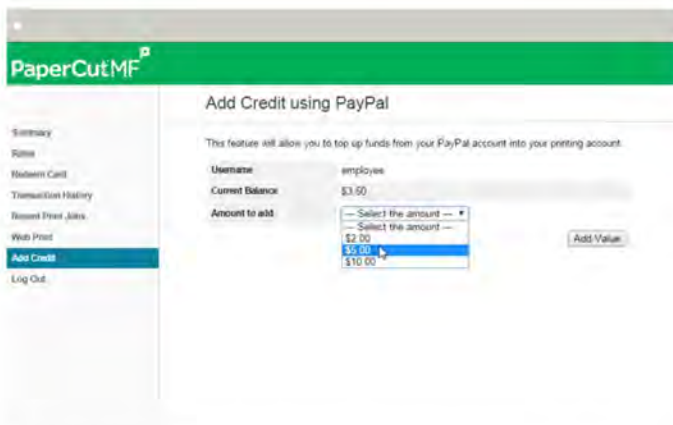 PaperCutMF
Add Credit using PayPal
Summary
Rates
Redeem Card
Transaction History
Recent Print Jobs
Web Print
Add Credit
Log Out
This feature will allow you to top up funds from your PayPal account into your printing account.
Username employee
Current Balance $3.50
Amount to add --- Select the amount ---
--- Select the amount ---
$2.00
$5.00
$10.00
Add Value